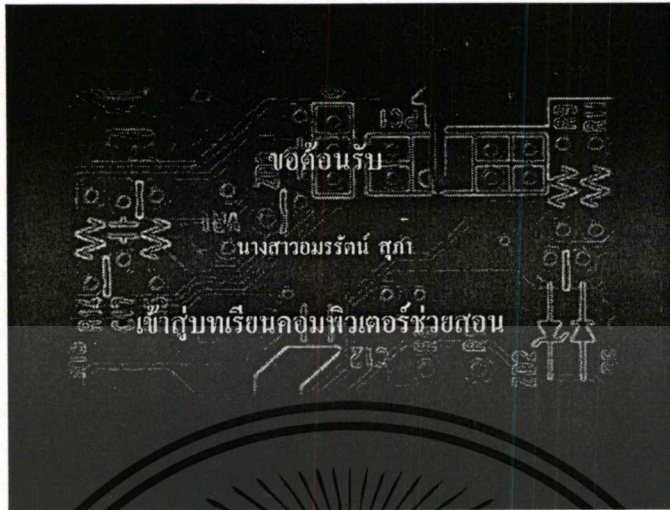 ขอต้อนรับ
นางสาวอมรรัตน์ สุภา
เข้าสู่บทเรียนคอมพิวเตอร์ช่วยสอน